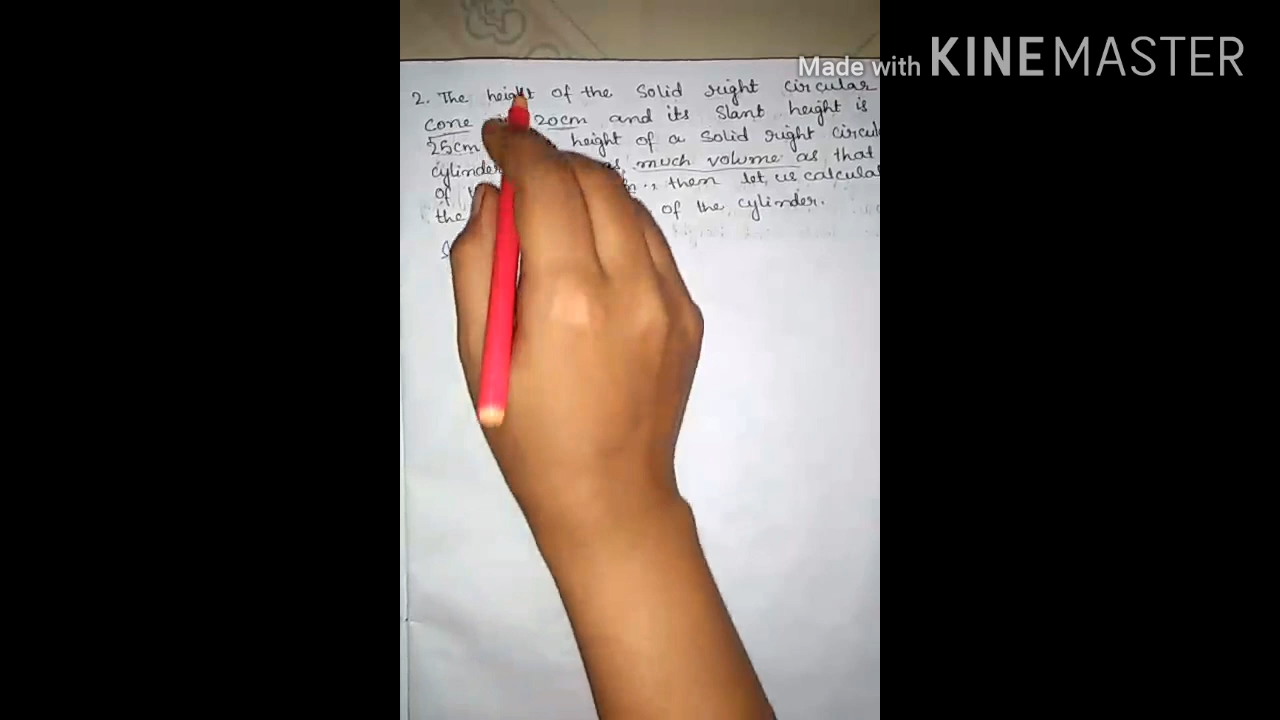 Made with KINEMASTER
2. The height of the solid right circular
cone 20cm and its slant height is
25cm height of a solid right circul
cylinder as much volume as that
of then let us calcula
the of the cylinder.